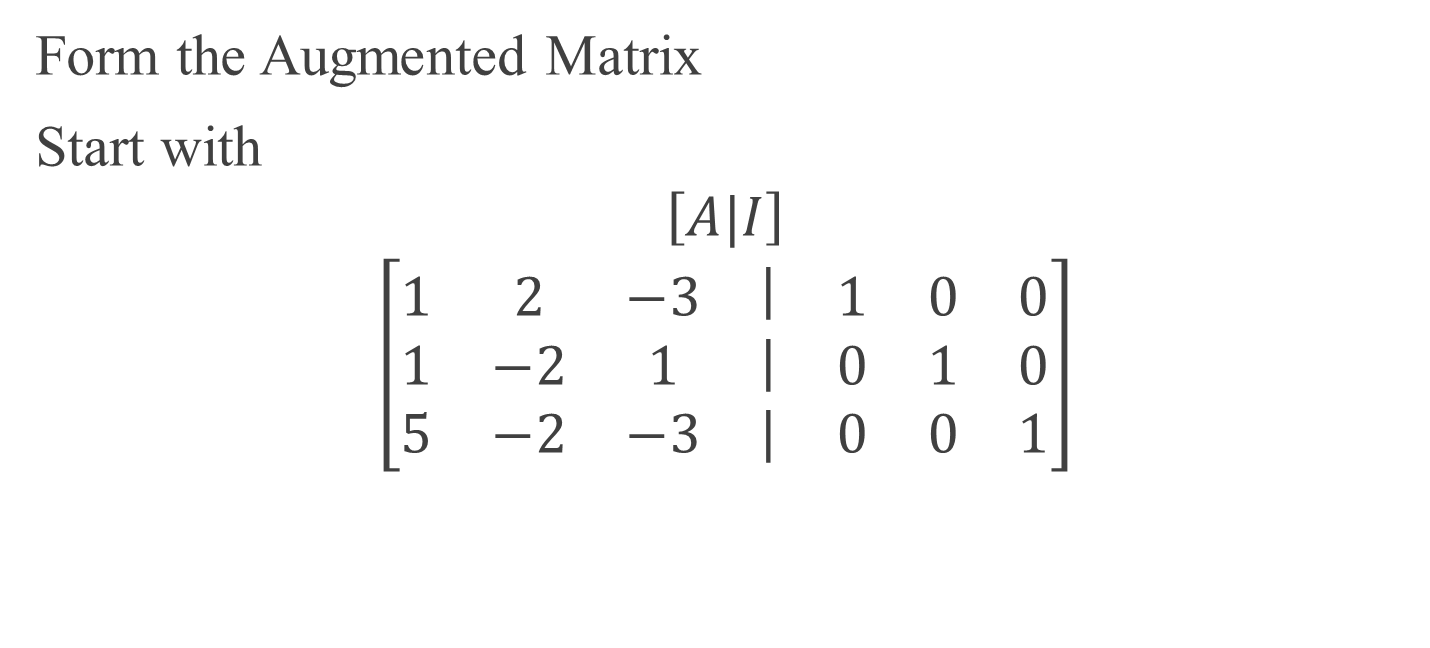 Form the Augmented Matrix
Start with
[A|I]
1 2 −3 | 1 0 0
1 −2 1 | 0 1 0
5 −2 −3 | 0 0 1